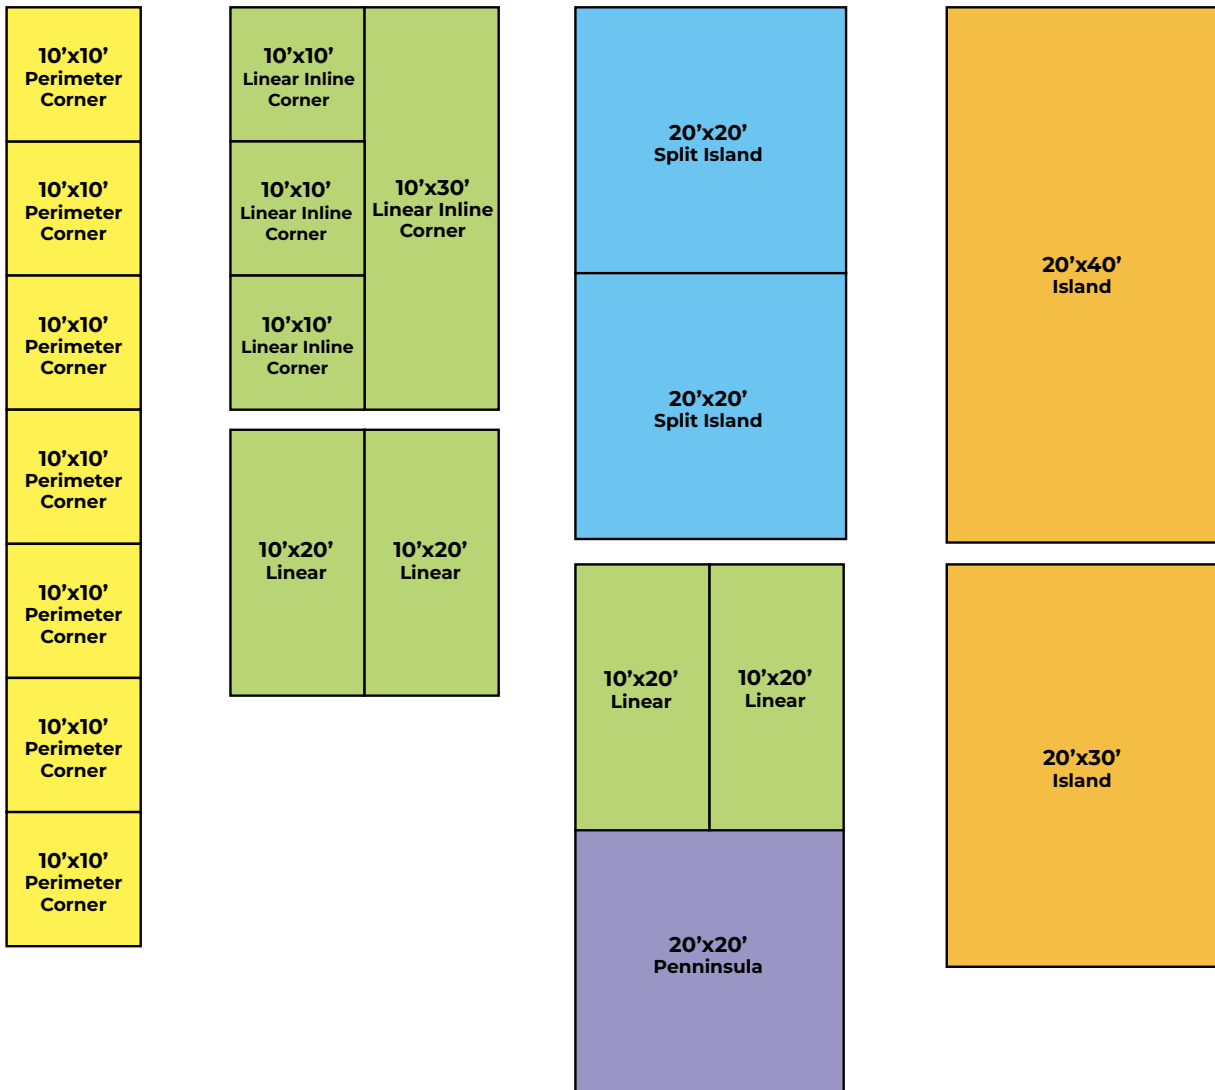 10’x10’
Perimeter
Corner
10’x10’
Perimeter
Corner
10’x10’
Perimeter
Corner
10’x10’
Perimeter
Corner
10’x10’
Perimeter
Corner
10’x10’
Perimeter
Corner
10’x10’
Perimeter
Corner
10’x10’
Linear Inline
Corner
10’x10’
Linear Inline
Corner
10’x10’
Linear Inline
Corner
10’x30’
Linear Inline
Corner
10’x20’
Linear
10’x20’
Linear
20’x20’
Split Island
20’x20’
Split Island
10’x20’
Linear
10’x20’
Linear
20’x20’
Penninsula
20’x40’
Island
20’x30’
Island